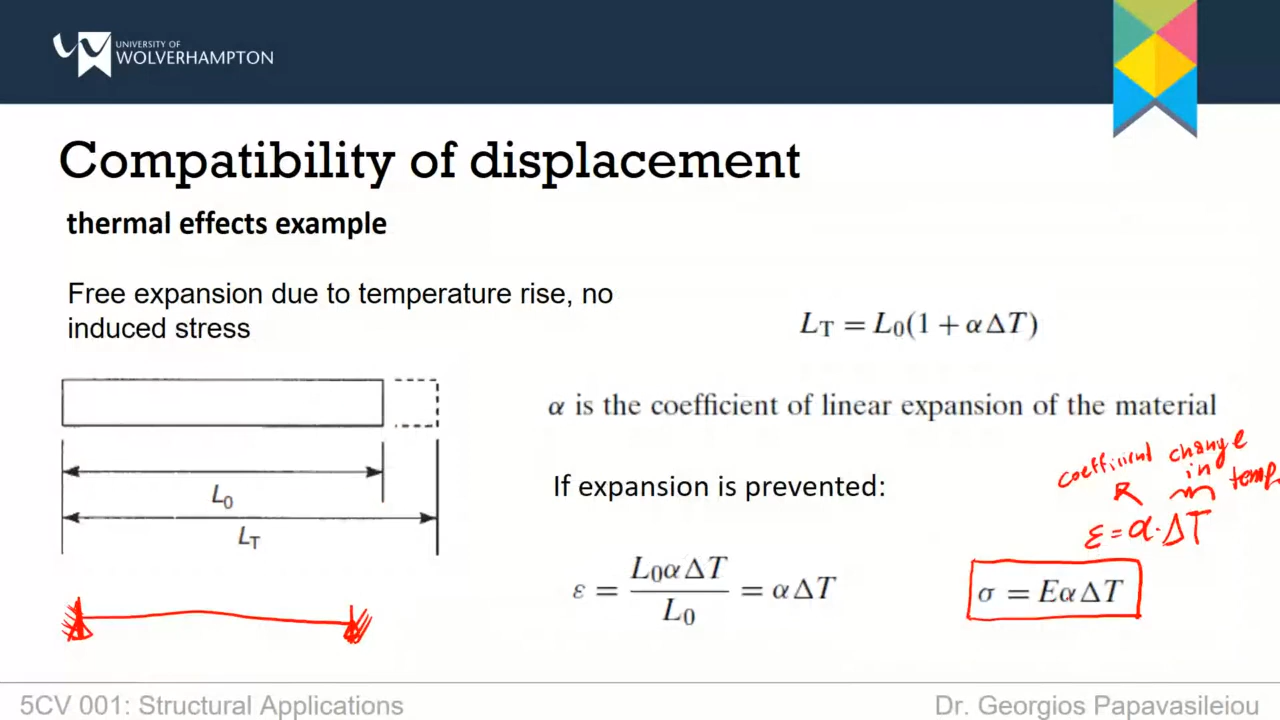 UNIVERSITY OF
WOLVERHAMPTON
Compatibility of displacement
thermal effects example
Free expansion due to temperature rise, no
induced stress
L_T = L_0(1 + αΔT)
α is the coefficient of linear expansion of the material
L_0
L_T
If expansion is prevented:
coefficient change
in
temp
ε = α·ΔT
ε = L_0αΔT / L_0 = αΔT
σ = EαΔT
5CV 001: Structural Applications
Dr. Georgios Papavasileiou